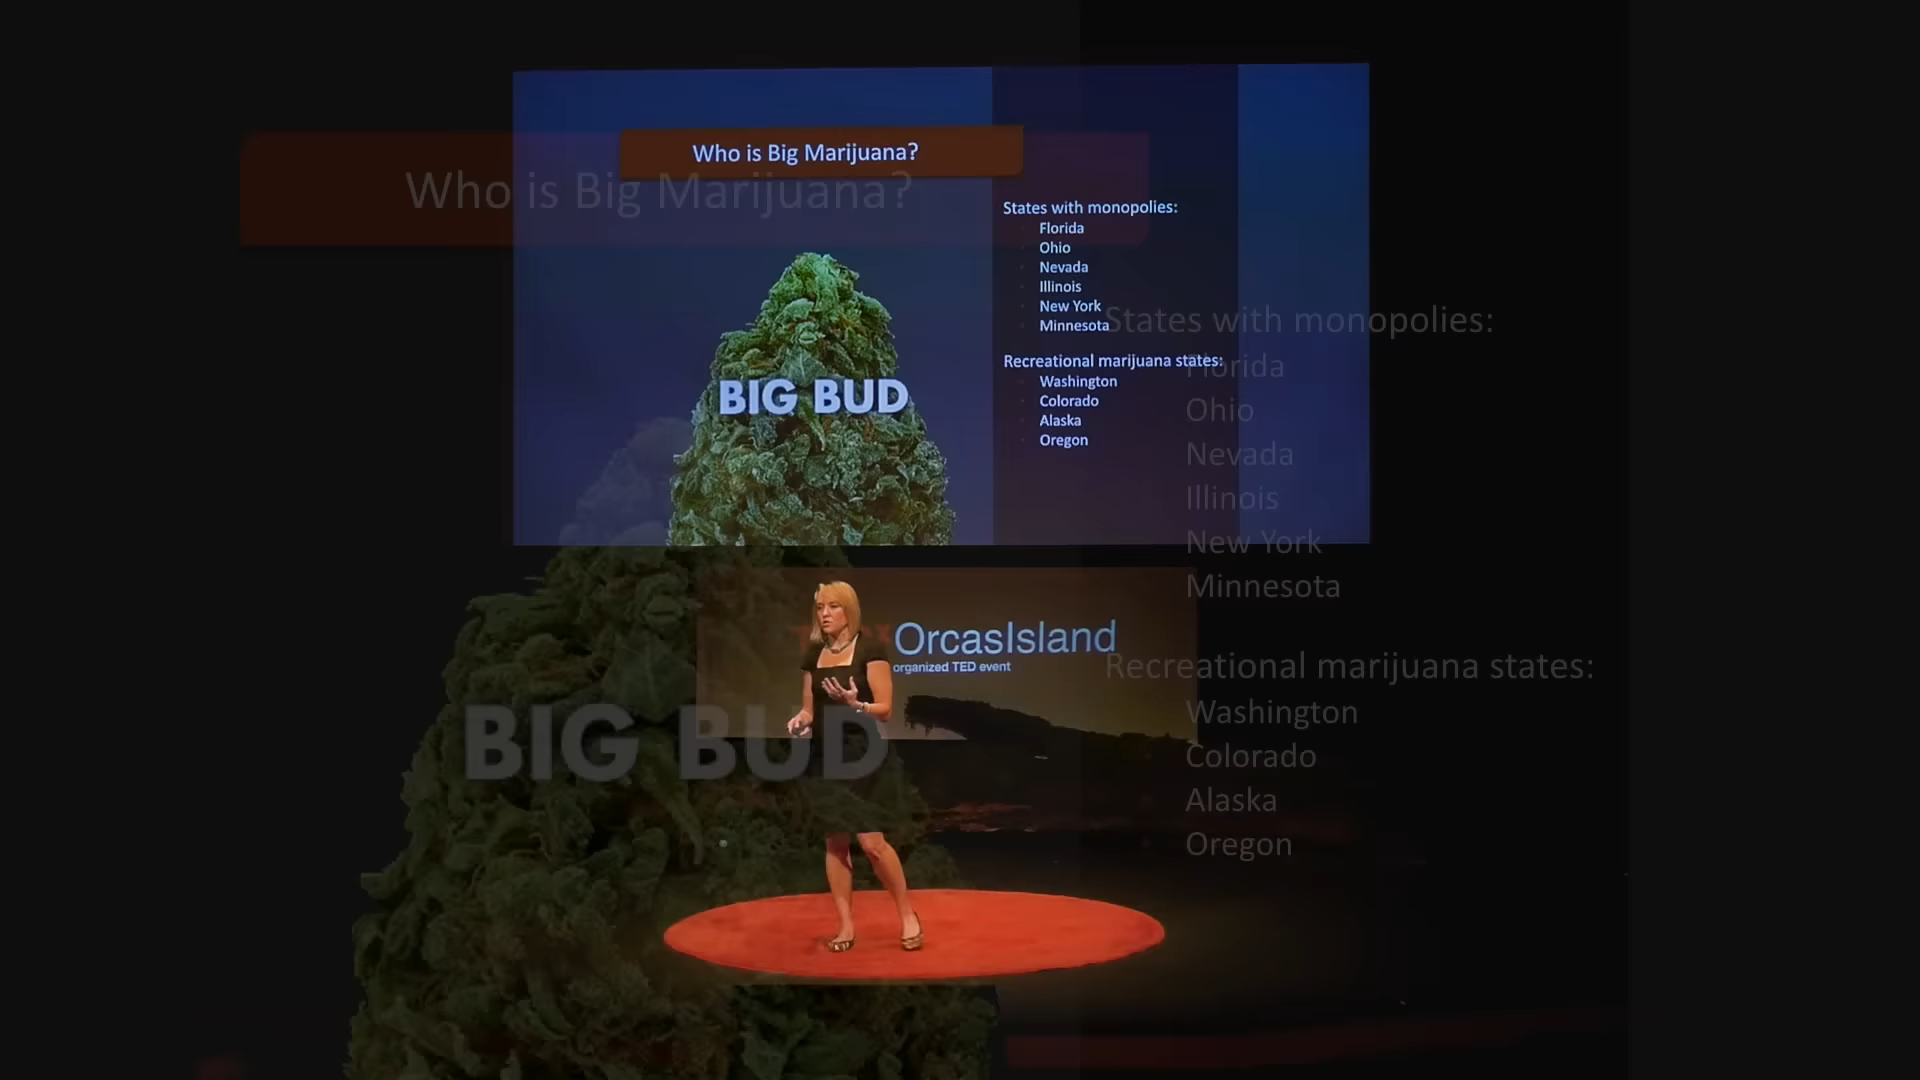 Who is Big Marijuana?
States with monopolies:
Florida
Ohio
Nevada
Illinois
New York
Minnesota
Recreational marijuana states:
Washington
Colorado
Alaska
Oregon
BIG BUD
OrcasIsland
organized TED event
Who is Big Marijuana?
States with monopolies:
Florida
Ohio
Nevada
Illinois
New York
Minnesota
Recreational marijuana states:
Washington
Colorado
Alaska
Oregon
BIG BUD